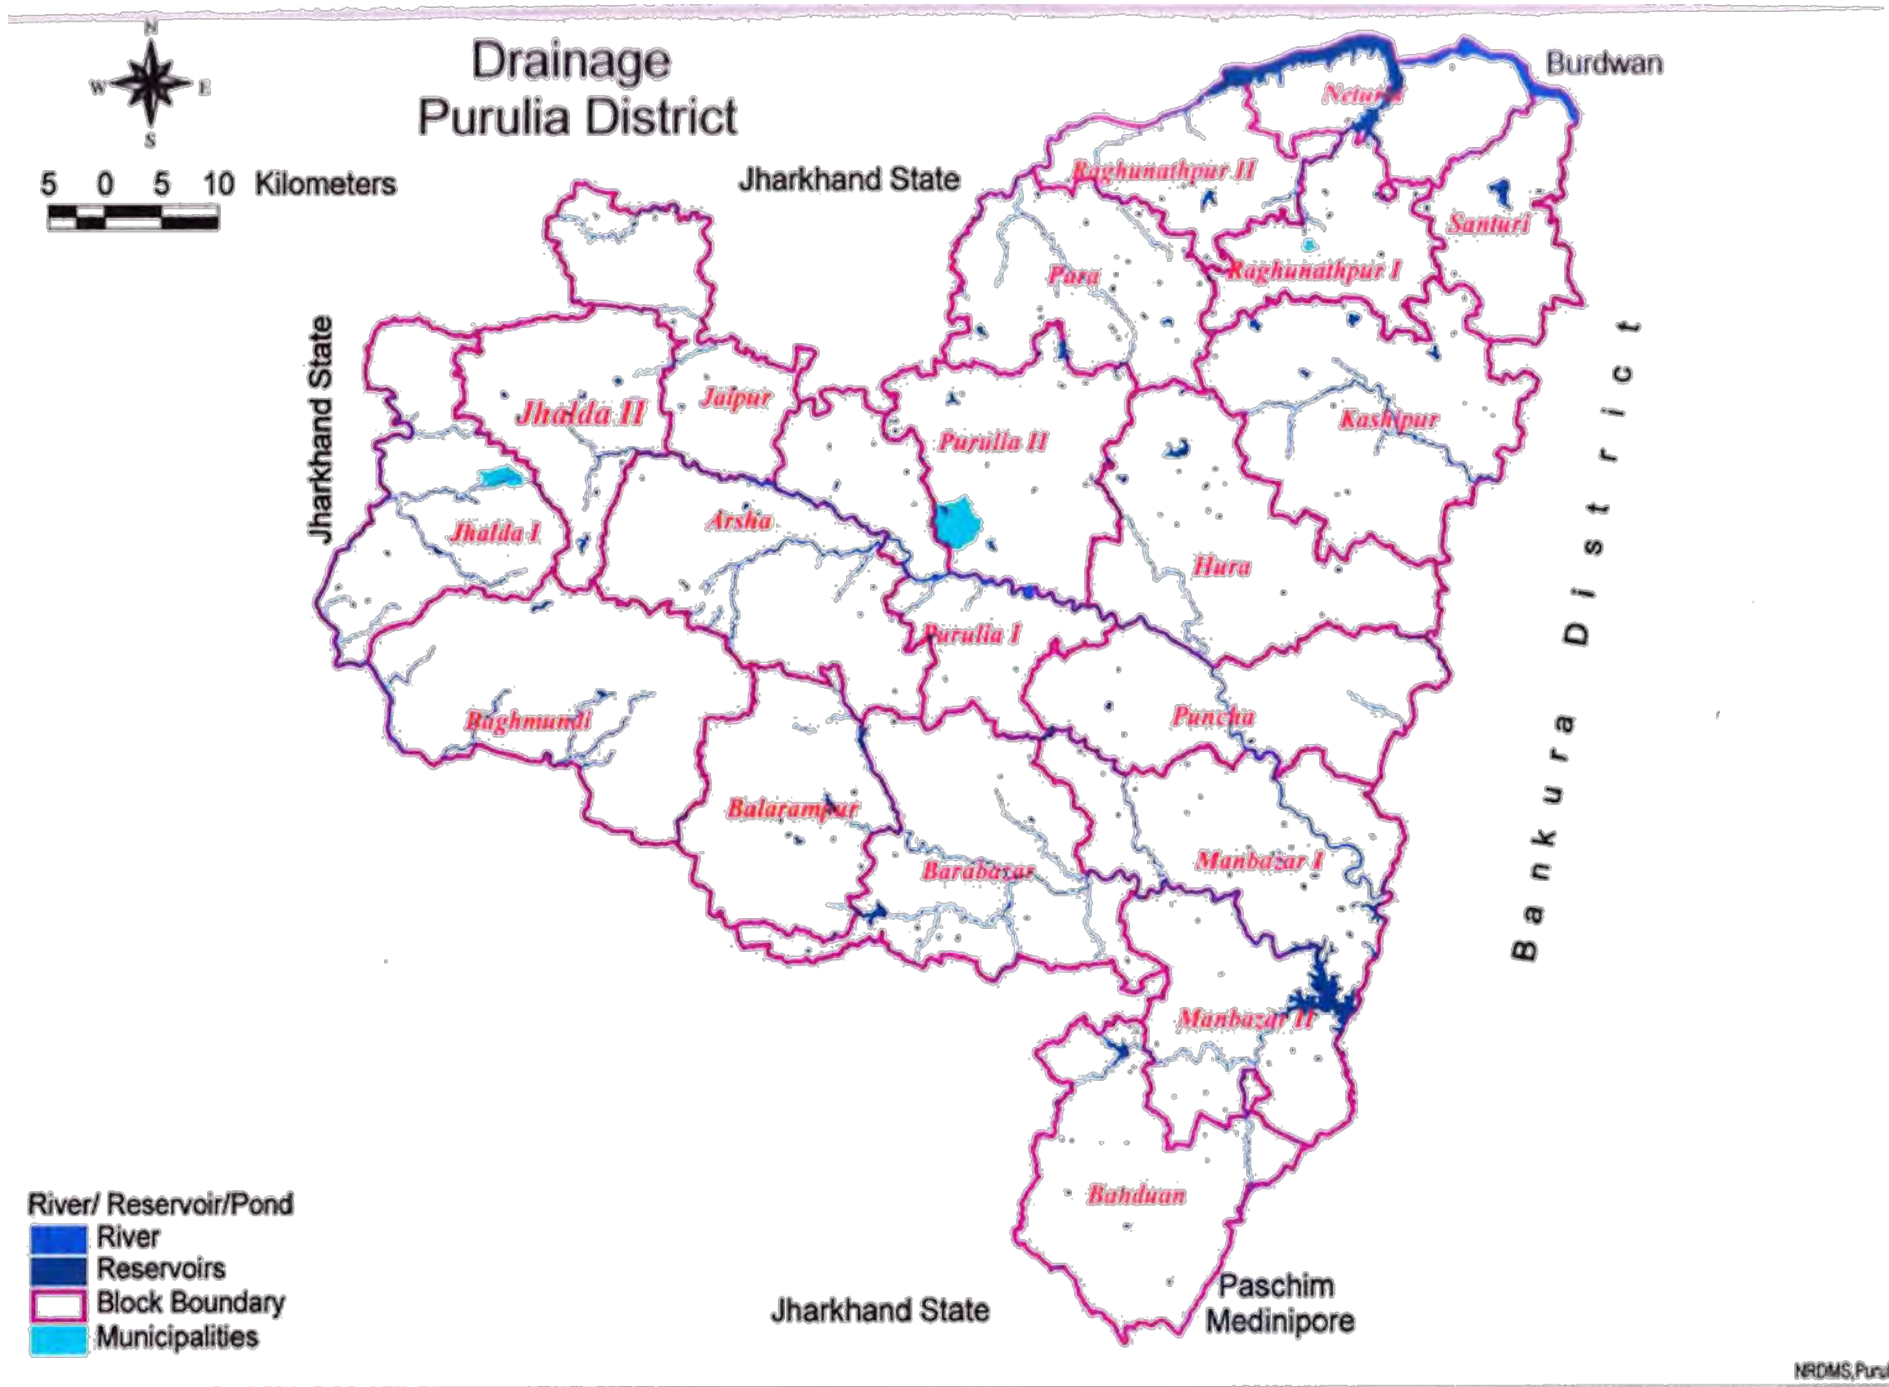 N
W E
S
Drainage
Purulia District
5 0 5 10 Kilometers
Jharkhand State
Burdwan
Neturia
Raghunathpur II
Santuri
Raghunathpur I
Para
Jharkhand State
Jhalda II
Jaipur
Purulia II
Kashipur
Bankura District
Jhalda I
Arsha
Hura
Purulia I
Baghmundi
Puncha
Balarampur
Barabazar
Manbazar I
Manbazar II
Banduan
River/ Reservoir/Pond
River
Reservoirs
Block Boundary
Municipalities
Jharkhand State
Paschim
Medinipore